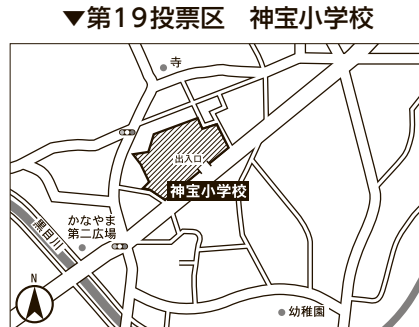 ▼第19投票区　神宝小学校
寺
出入口
神宝小学校
かなやま
第二広場
黒目川
N
幼稚園